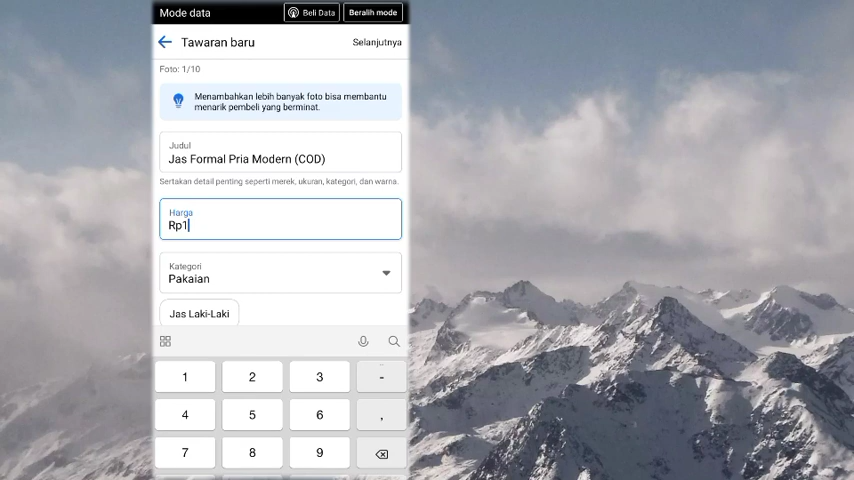 Mode data
Beli Data
Beralih mode
Tawaran baru
Selanjutnya
Foto: 1/10
Menambahkan lebih banyak foto bisa membantu
menarik pembeli yang berminat.
Judul
Jas Formal Pria Modern (COD)
Sertakan detail penting seperti merek, ukuran, kategori, dan warna.
Harga
Rp1
Kategori
Pakaian
Jas Laki-Laki
1 2 3 -
4 5 6 ,
7 8 9